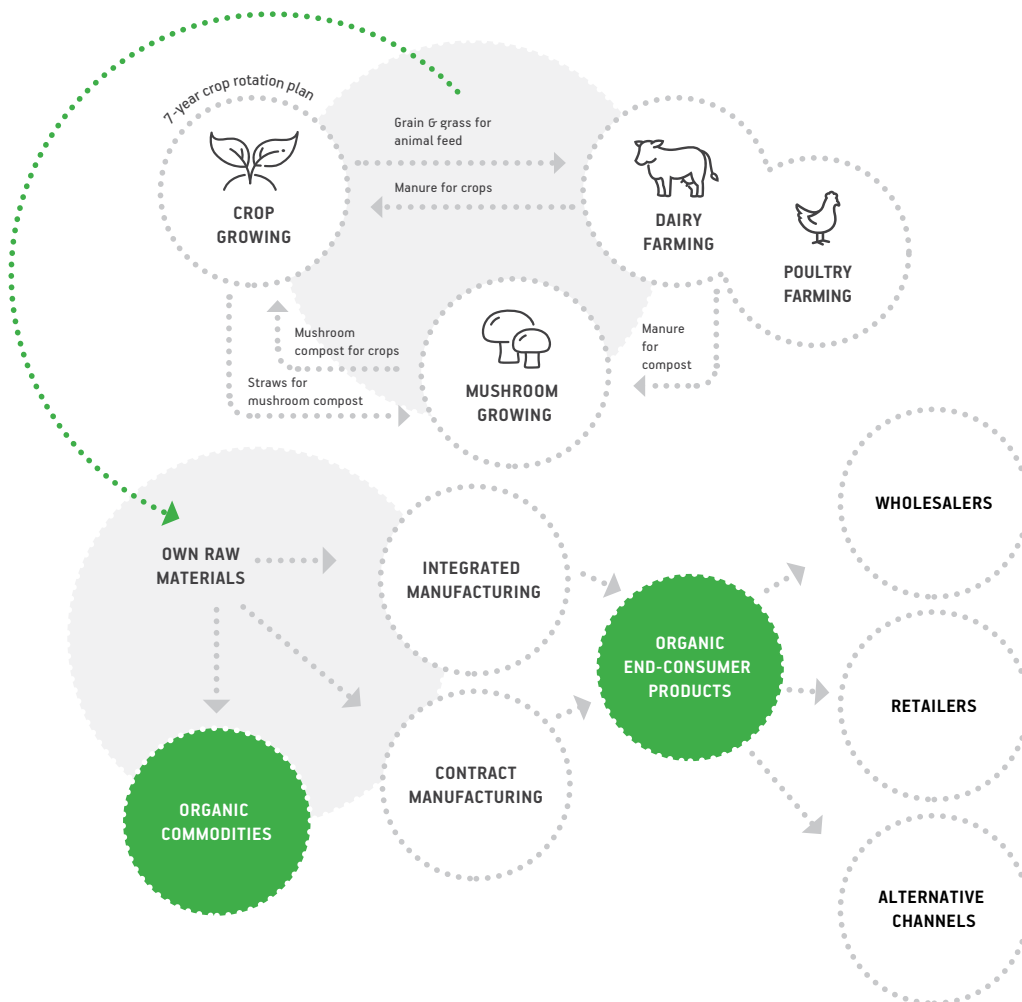 7-year crop rotation plan
Grain & grass for
animal feed
Manure for crops
CROP
GROWING
DAIRY
FARMING
POULTRY
FARMING
Mushroom
compost for crops
Straws for
mushroom compost
MUSHROOM
GROWING
Manure
for
compost
OWN RAW
MATERIALS
INTEGRATED
MANUFACTURING
WHOLESALERS
ORGANIC
END-CONSUMER
PRODUCTS
RETAILERS
CONTRACT
MANUFACTURING
ORGANIC
COMMODITIES
ALTERNATIVE
CHANNELS